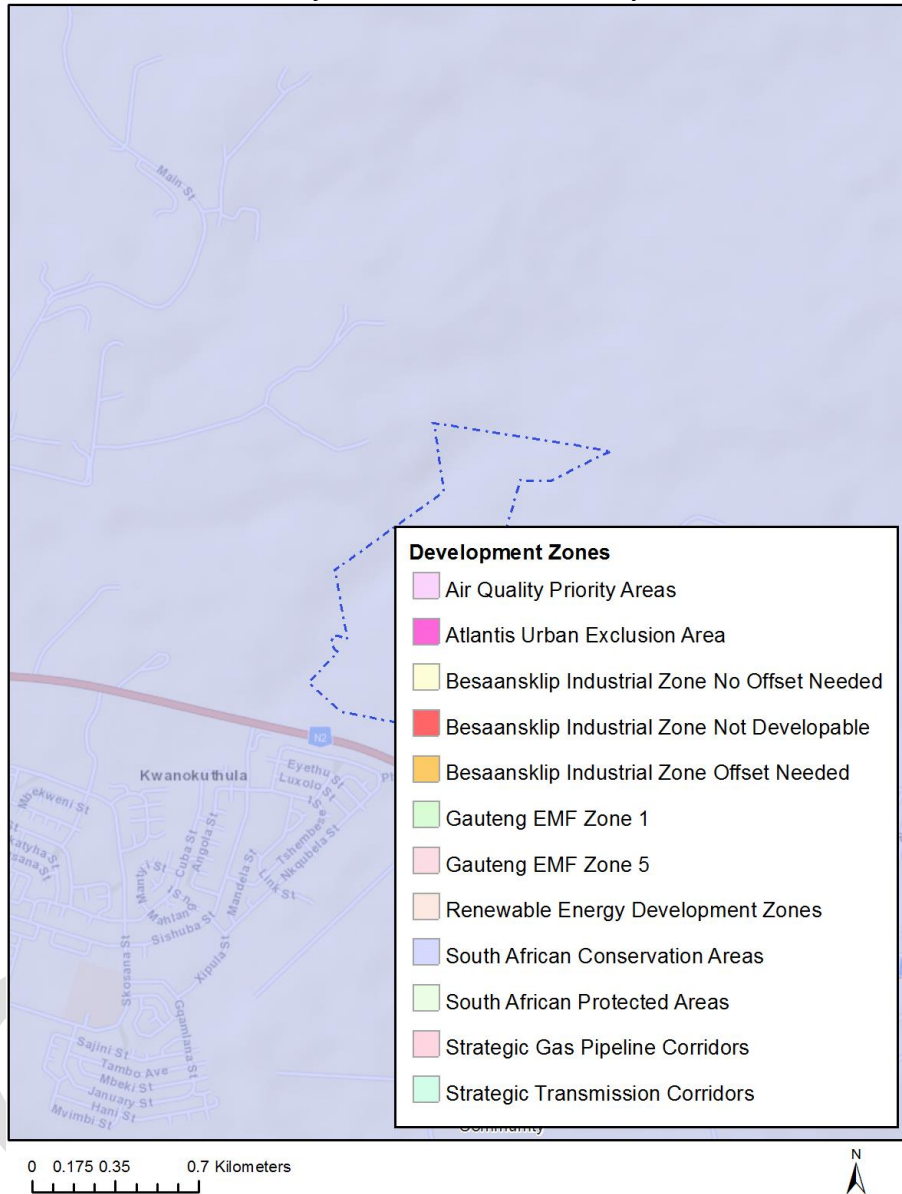 Main St
N2
Kwanokuthula
Eyethu St
Luxolo St
Mbekweni St
Cuba St
Angola St
Tshembese
Nkqubela St
Link St
Mandela St
Mahlang
Sishuba St
Xipula St
Skosana St
Gqamlana St
Sajini St
Tambo Ave
Mbeki St
January St
Hani St
Mvimbi St
Development Zones
Air Quality Priority Areas
Atlantis Urban Exclusion Area
Besaansklip Industrial Zone No Offset Needed
Besaansklip Industrial Zone Not Developable
Besaansklip Industrial Zone Offset Needed
Gauteng EMF Zone 1
Gauteng EMF Zone 5
Renewable Energy Development Zones
South African Conservation Areas
South African Protected Areas
Strategic Gas Pipeline Corridors
Strategic Transmission Corridors
0 0.175 0.35 0.7 Kilometers
N